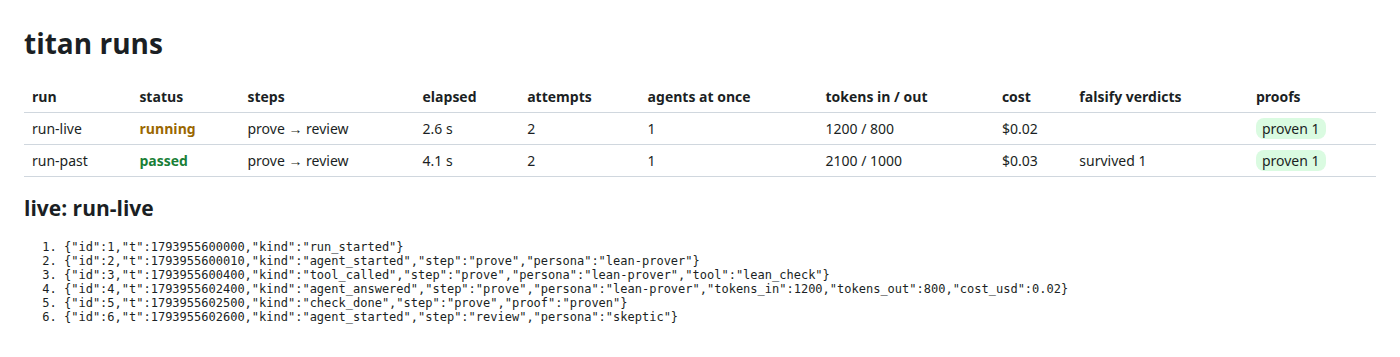 titan runs
run status steps elapsed attempts agents at once tokens in / out cost falsify verdicts proofs
run-live running prove → review 2.6 s 2 1 1200 / 800 $0.02 proven 1
run-past passed prove → review 4.1 s 2 1 2100 / 1000 $0.03 survived 1 proven 1
live: run-live
1. {"id":1,"t":1793955600000,"kind":"run_started"}
2. {"id":2,"t":1793955600010,"kind":"agent_started","step":"prove","persona":"lean-prover"}
3. {"id":3,"t":1793955600400,"kind":"tool_called","step":"prove","persona":"lean-prover","tool":"lean_check"}
4. {"id":4,"t":1793955602400,"kind":"agent_answered","step":"prove","persona":"lean-prover","tokens_in":1200,"tokens_out":800,"cost_usd":0.02}
5. {"id":5,"t":1793955602500,"kind":"check_done","step":"prove","proof":"proven"}
6. {"id":6,"t":1793955602600,"kind":"agent_started","step":"review","persona":"skeptic"}